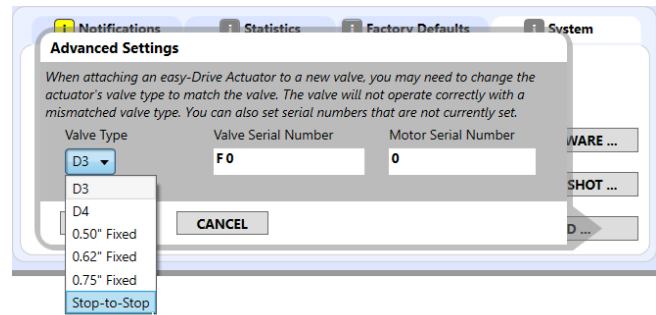 Notifications
Statistics
Factory Defaults
System
Advanced Settings
When attaching an easy-Drive Actuator to a new valve, you may need to change the
actuator's valve type to match the valve. The valve will not operate correctly with a
mismatched valve type. You can also set serial numbers that are not currently set.
Valve Type
Valve Serial Number
Motor Serial Number
D3
F 0
0
WARE ...
D3
SHOT ...
D4
CANCEL
D ...
0.50" Fixed
0.62" Fixed
0.75" Fixed
Stop-to-Stop